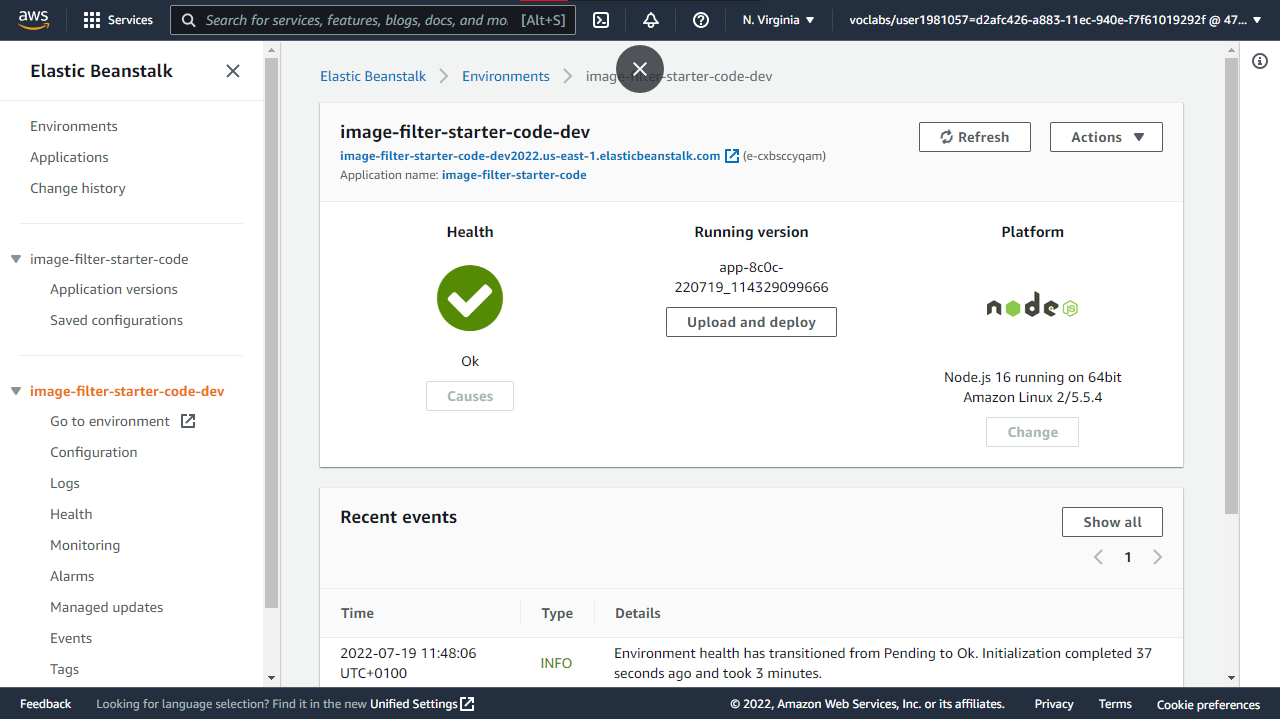 aws
Services
Search for services, features, blogs, docs, and mo. [Alt+S]
N. Virginia
voclabs/user1981057=d2afc426-a883-11ec-940e-f7f61019292f @ 47...
Elastic Beanstalk
Environments
Applications
Change history
image-filter-starter-code
Application versions
Saved configurations
image-filter-starter-code-dev
Go to environment
Configuration
Logs
Health
Monitoring
Alarms
Managed updates
Events
Tags
Elastic Beanstalk
Environments
image-filter-starter-code-dev
image-filter-starter-code-dev
image-filter-starter-code-dev2022.us-east-1.elasticbeanstalk.com (e-cxbsccyqam)
Application name: image-filter-starter-code
Refresh
Actions
Health
Ok
Causes
Running version
app-8c0c-
220719_114329099666
Upload and deploy
Platform
node JS
Node.js 16 running on 64bit
Amazon Linux 2/5.5.4
Change
Recent events
Show all
1
Time Type Details
2022-07-19 11:48:06
UTC+0100
INFO
Environment health has transitioned from Pending to Ok. Initialization completed 37
seconds ago and took 3 minutes.
Feedback
Looking for language selection? Find it in the new Unified Settings
© 2022, Amazon Web Services, Inc. or its affiliates.
Privacy
Terms
Cookie preferences